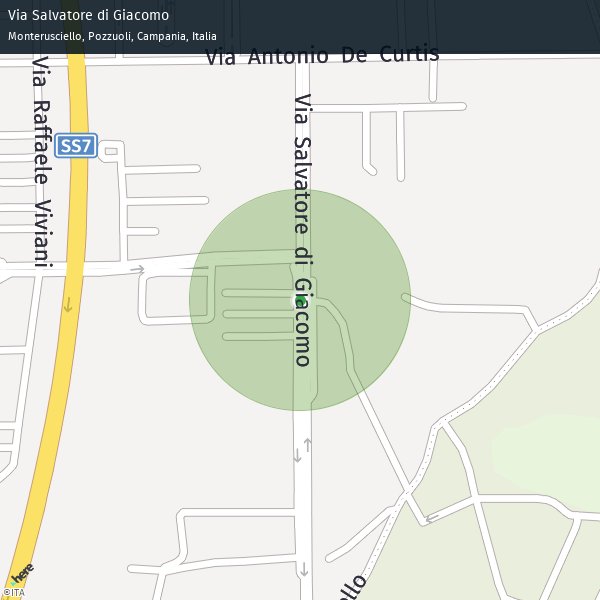 Via Salvatore di Giacomo
Monterusciello, Pozzuoli, Campania, Italia
Via Antonio De Curtis
Via Raffaele Viviani
Via Salvatore di Giacomo
SS7
ello
here
©ITA